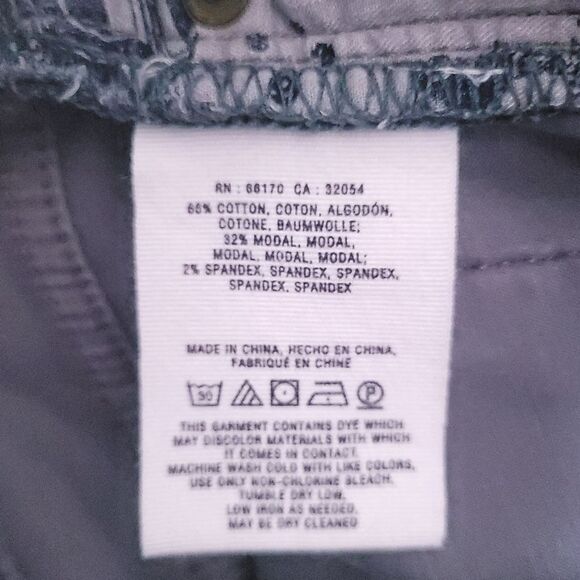 RN : 66170 CA : 32054
66% COTTON, COTON, ALGODÓN,
COTONE, BAUMWOLLE;
32% MODAL, MODAL,
MODAL, MODAL, MODAL;
2% SPANDEX, SPANDEX, SPANDEX,
SPANDEX, SPANDEX
MADE IN CHINA, HECHO EN CHINA,
FABRIQUÉ EN CHINE
30 P
THIS GARMENT CONTAINS DYE WHICH
MAY DISCOLOR MATERIALS WITH WHICH
IT COMES IN CONTACT.
MACHINE WASH COLD WITH LIKE COLORS,
USE ONLY NON-CHLORINE BLEACH,
TUMBLE DRY LOW.
LOW IRON AS NEEDED.
MAY BE DRY CLEANED